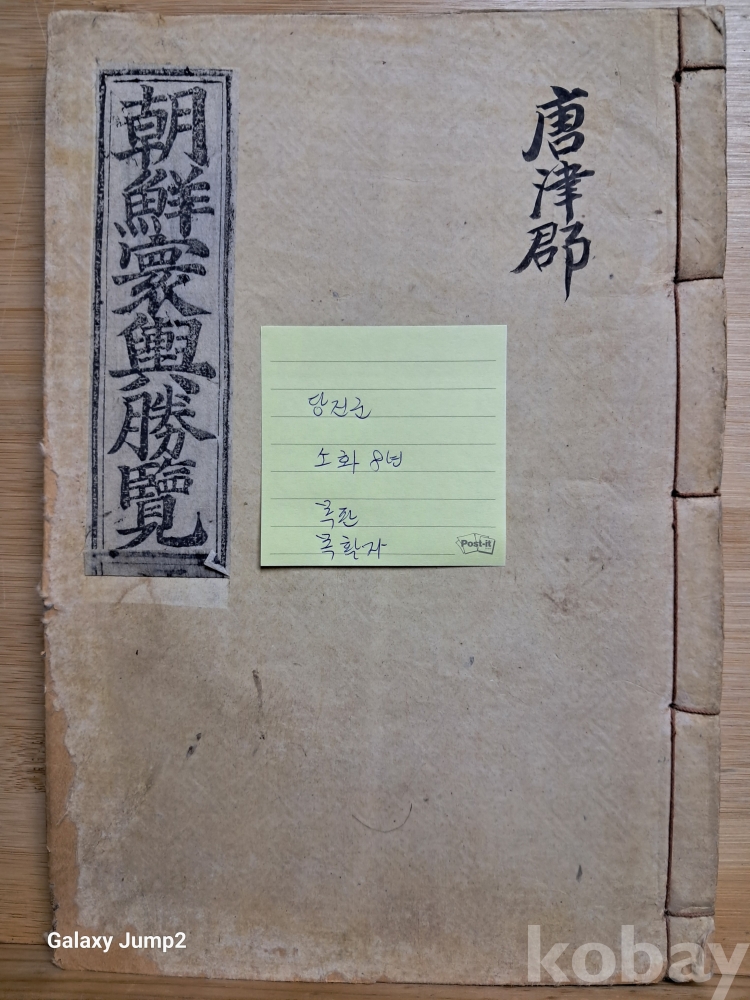 朝鮮寰輿勝覽
唐津郡
당진군
소화 8년
목판
목활자
Post-it
Galaxy Jump2
kobay